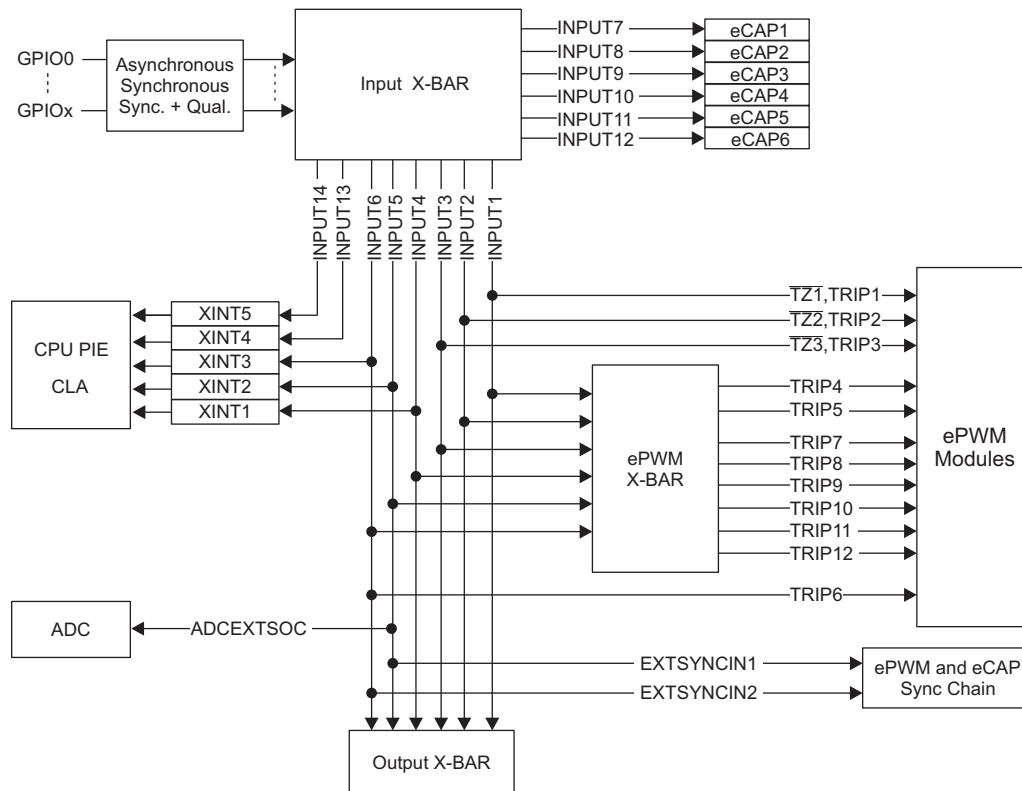 GPIO0
GPIOx
Asynchronous
Synchronous
Sync. + Qual.
Input X-BAR
INPUT7
INPUT8
INPUT9
INPUT10
INPUT11
INPUT12
eCAP1
eCAP2
eCAP3
eCAP4
eCAP5
eCAP6
INPUT14
INPUT13
INPUT6
INPUT5
INPUT4
INPUT3
INPUT2
INPUT1
CPU PIE
CLA
XINT5
XINT4
XINT3
XINT2
XINT1
TZ1,TRIP1
TZ2,TRIP2
TZ3,TRIP3
ePWM
X-BAR
TRIP4
TRIP5
TRIP7
TRIP8
TRIP9
TRIP10
TRIP11
TRIP12
TRIP6
ePWM
Modules
ADC
ADCEXTSOC
EXTSYNCIN1
EXTSYNCIN2
ePWM and eCAP
Sync Chain
Output X-BAR